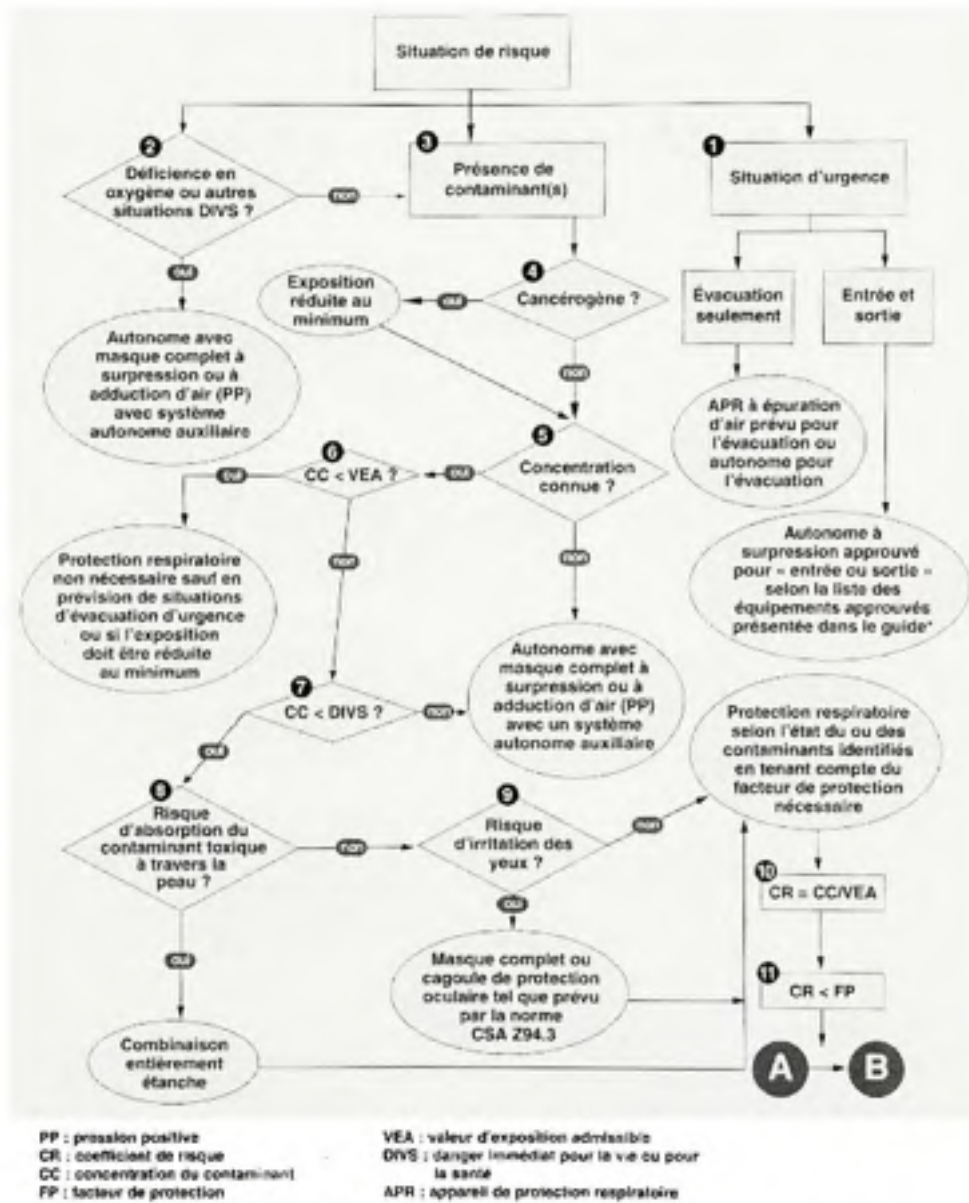 Situation de risque
2
Déficience en
oxygène ou autres
situations DIVS ?
3
Présence de
contaminant(s)
1
Situation d'urgence
non
oui
4
Cancérogène ?
oui
Exposition
réduite au
minimum
Évacuation
seulement
Entrée et
sortie
Autonome avec
masque complet à
surpression ou à
adduction d'air (PP)
avec système
autonome auxiliaire
non
APR à épuration
d'air prévu pour
l'évacuation ou
autonome pour
l'évacuation
5
Concentration
connue ?
oui
6
CC < VEA ?
oui
non
non
Protection respiratoire
non nécessaire sauf en
prévision de situations
d'évacuation d'urgence
ou si l'exposition
doit être réduite
au minimum
Autonome à
surpression approuvé
pour « entrée ou sortie »
selon la liste des
équipements approuvés
présentée dans le guide*
Autonome avec
masque complet à
surpression ou à
adduction d'air (PP)
avec un système
autonome auxiliaire
7
CC < DIVS ?
non
oui
Protection respiratoire
selon l'état du ou des
contaminants identifiés
en tenant compte du
facteur de protection
nécessaire
8
Risque
d'absorption du
contaminant toxique
à travers la
peau ?
non
9
Risque
d'irritation des
yeux ?
non
oui
oui
10
CR = CC/VEA
Masque complet ou
cagoule de protection
oculaire tel que prévu
par la norme
CSA Z94.3
11
CR < FP
Combinaison
entièrement
étanche
A
B
PP : pression positive
CR : coefficient de risque
CC : concentration du contaminant
FP : facteur de protection
VEA : valeur d'exposition admissible
DIVS : danger immédiat pour la vie ou pour
la santé
APR : appareil de protection respiratoire